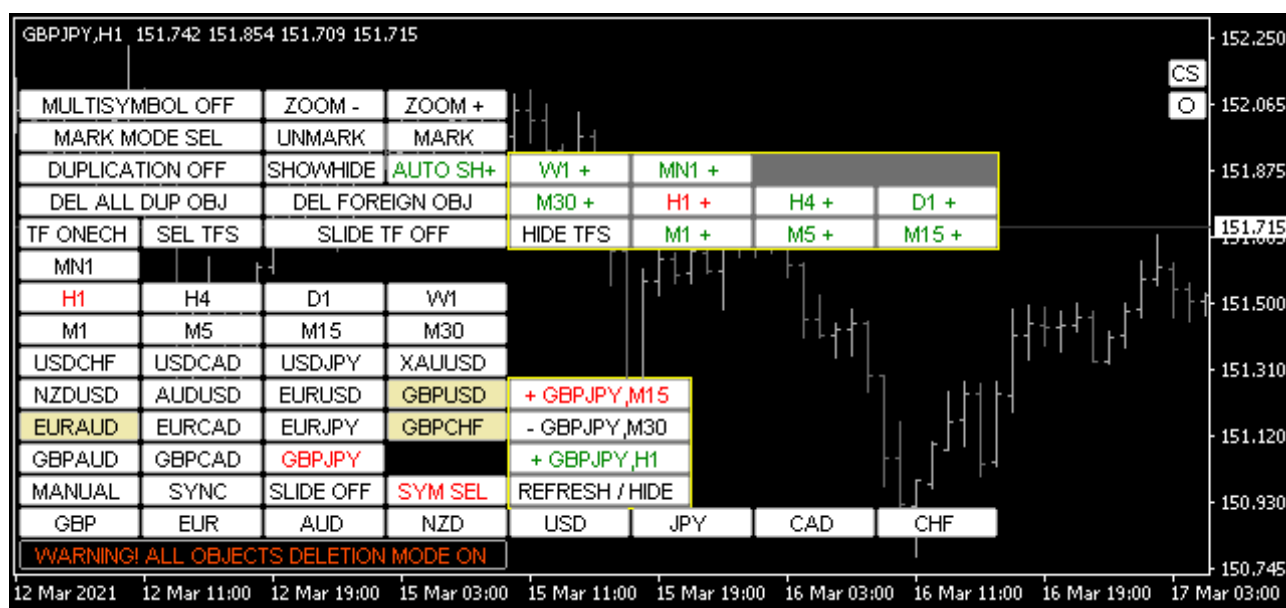 GBPJPY,H1 151.742 151.854 151.709 151.715
152.250
CS
MULTISYMBOL OFF ZOOM - ZOOM + O 152.065
MARK MODE SEL UNMARK MARK
DUPLICATION OFF SHOWHIDE AUTO SH+ W1 + MN1 + 151.875
DEL ALL DUP OBJ DEL FOREIGN OBJ M30 + H1 + H4 + D1 +
TF ONECH SEL TFS SLIDE TF OFF HIDE TFS M1 + M5 + M15 + 151.715
MN1
H1 H4 D1 W1 151.500
M1 M5 M15 M30
USDCHF USDCAD USDJPY XAUUSD 151.310
NZDUSD AUDUSD EURUSD GBPUSD + GBPJPY,M15
EURAUD EURCAD EURJPY GBPCHF - GBPJPY,M30 151.120
GBPAUD GBPCAD GBPJPY + GBPJPY,H1
MANUAL SYNC SLIDE OFF SYM SEL REFRESH / HIDE 150.930
GBP EUR AUD NZD USD JPY CAD CHF
WARNING! ALL OBJECTS DELETION MODE ON 150.745
12 Mar 2021 12 Mar 11:00 12 Mar 19:00 15 Mar 03:00 15 Mar 11:00 15 Mar 19:00 16 Mar 03:00 16 Mar 11:00 16 Mar 19:00 17 Mar 03:00